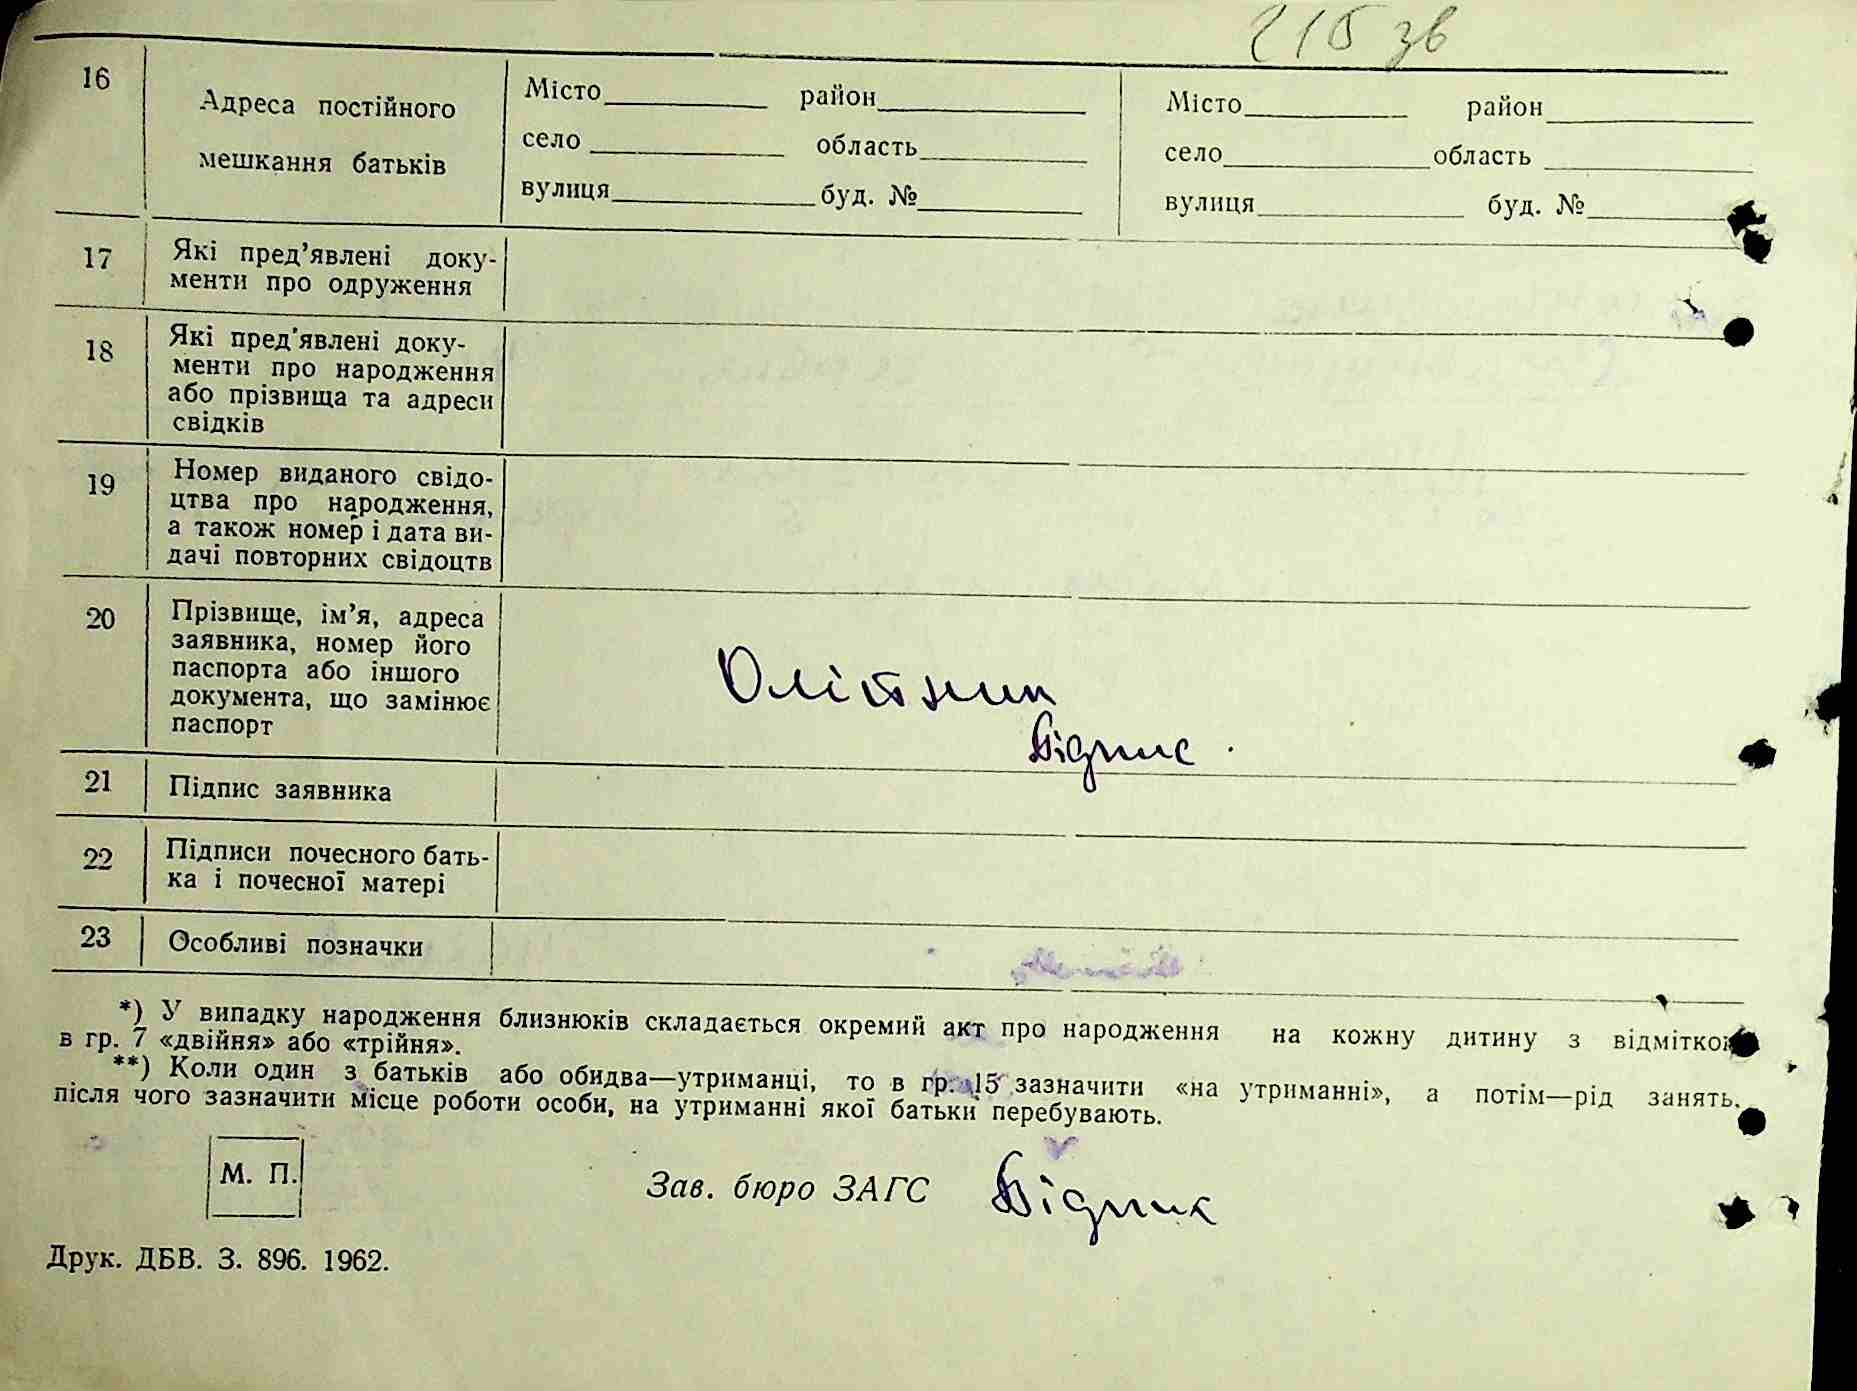 215 зв
16
Адреса постійного
мешкання батьків
Місто район
село область
вулиця буд. №
Місто район
село область
вулиця буд. №
17
Які пред’явлені доку-
менти про одруження
18
Які пред’явлені доку-
менти про народження
або прізвища та адреси
свідків
19
Номер виданого свідо-
цтва про народження,
а також номер і дата ви-
дачі повторних свідоцтв
20
Прізвище, ім’я, адреса
заявника, номер його
паспорта або іншого
документа, що замінює
паспорт
Олітник
Підпис
21
Підпис заявника
22
Підписи почесного бать-
ка і почесної матері
23
Особливі позначки
*) У випадку народження близнюків складається окремий акт про народження на кожну дитину з відміткою
в гр. 7 «двійня» або «трійня».
**) Коли один з батьків або обидва—утриманці, то в гр. 15 зазначити «на утриманні», а потім—рід занять,
після чого зазначити місце роботи особи, на утриманні якої батьки перебувають.
М. П.
Зав. бюро ЗАГС Підпис
Друк. ДБВ. З. 896. 1962.